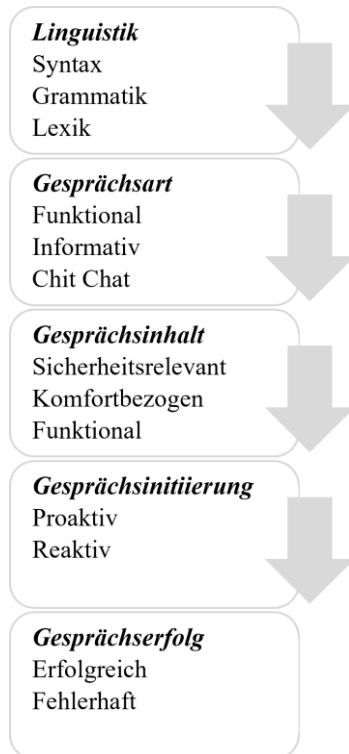 Linguistik
Syntax
Grammatik
Lexik
Gesprächsart
Funktional
Informativ
Chit Chat
Gesprächsinhalt
Sicherheitsrelevant
Komfortbezogen
Funktional
Gesprächsinitiierung
Proaktiv
Reaktiv
Gesprächserfolg
Erfolgreich
Fehlerhaft